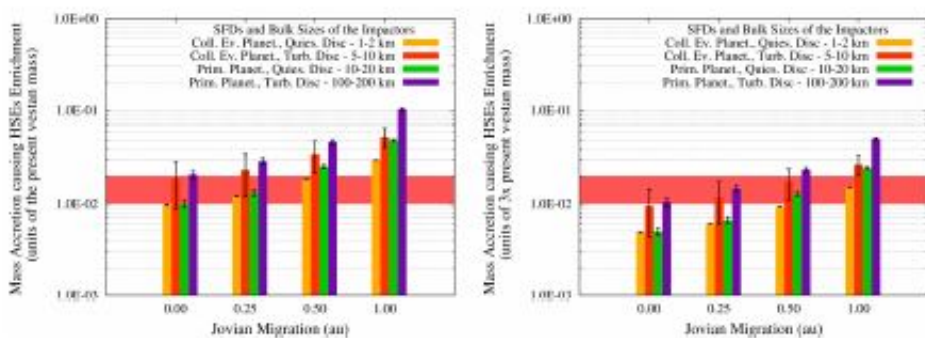 Mass Accretion causing HSEs Enrichment
(units of the present vestan mass)
1.0E+00
1.0E-01
1.0E-02
1.0E-03
SFDs and Bulk Sizes of the Impactors
Coll. Ev. Planet., Quies. Disc - 1-2 km
Coll. Ev. Planet., Turb. Disc - 5-10 km
Prim. Planet., Quies. Disc - 10-20 km
Prim. Planet., Turb. Disc - 100-200 km
0.00 0.25 0.50 1.00
Jovian Migration (au)
Mass Accretion causing HSEs Enrichment
(units of 3x present vestan mass)
1.0E+00
1.0E-01
1.0E-02
1.0E-03
SFDs and Bulk Sizes of the Impactors
Coll. Ev. Planet., Quies. Disc - 1-2 km
Coll. Ev. Planet., Turb. Disc - 5-10 km
Prim. Planet., Quies. Disc - 10-20 km
Prim. Planet., Turb. Disc - 100-200 km
0.00 0.25 0.50 1.00
Jovian Migration (au)